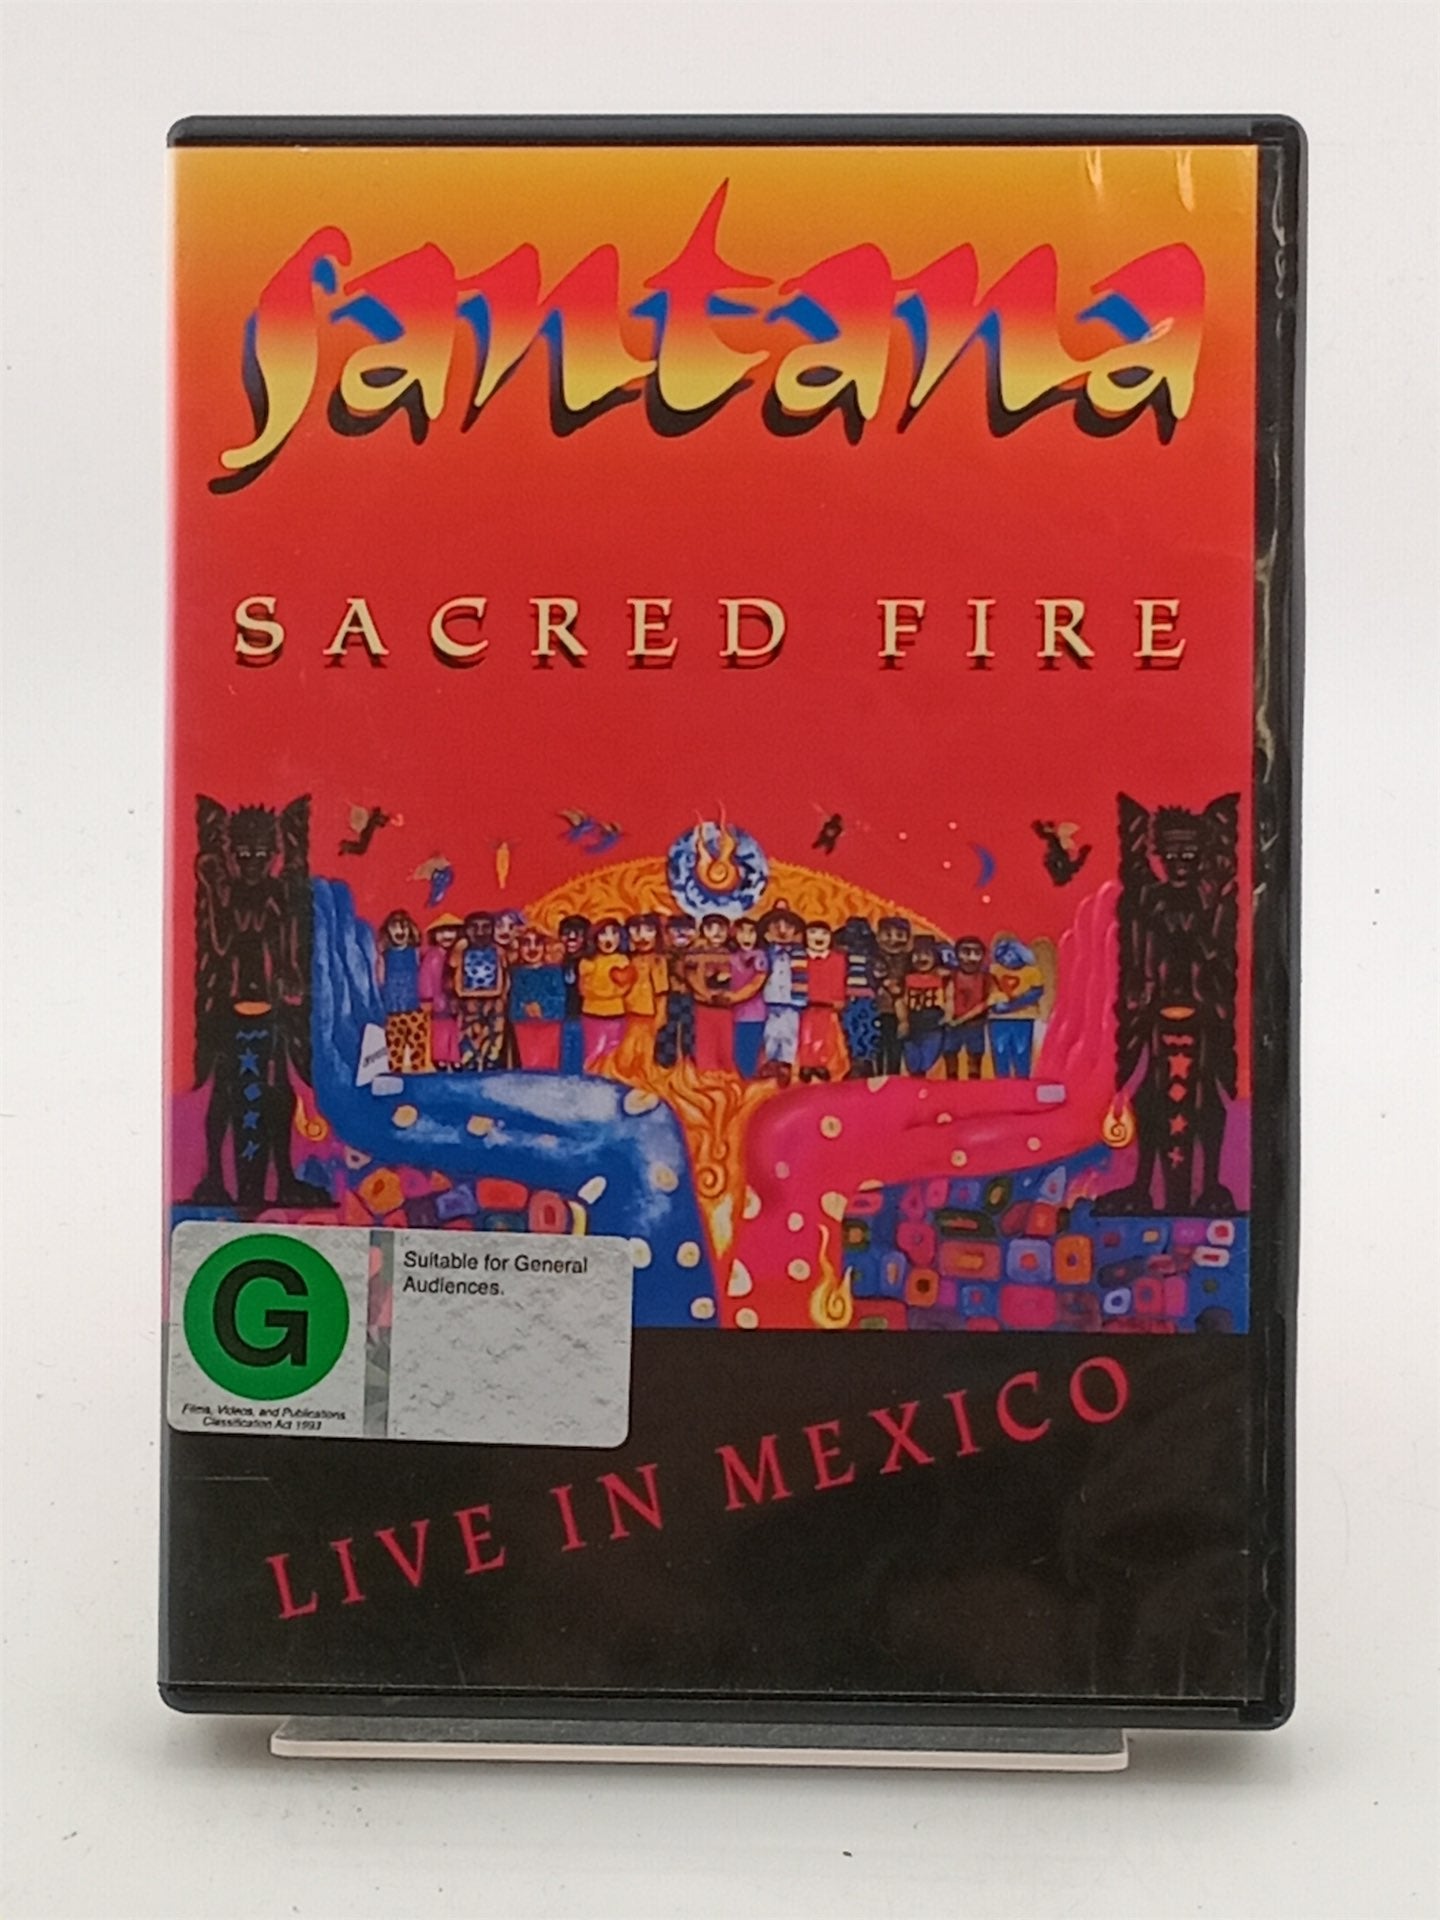 Santana
SACRED FIRE
G
Suitable for General
Audiences.
Films, Videos, and Publications
Classification Act 1993
LIVE IN MEXICO